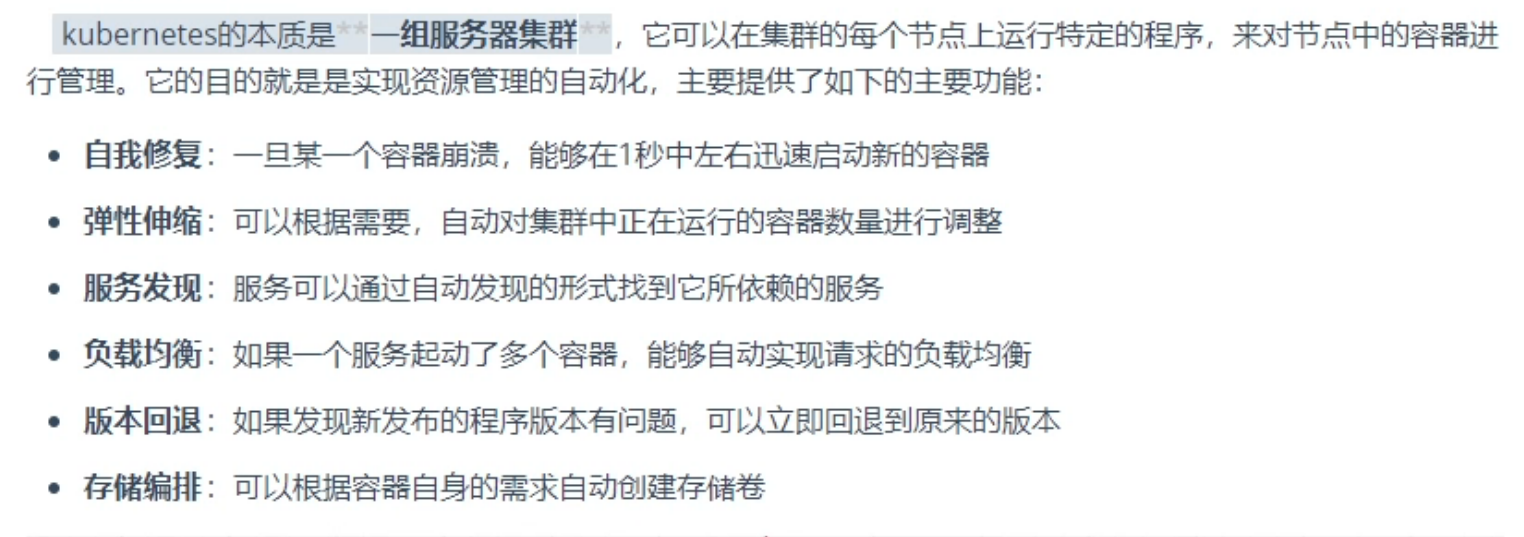 kubernetes的本质是**一组服务器集群**，它可以在集群的每个节点上运行特定的程序，来对节点中的容器进
行管理。它的目的就是是实现资源管理的自动化，主要提供了如下的主要功能：
• 自我修复：一旦某一个容器崩溃，能够在1秒中左右迅速启动新的容器
• 弹性伸缩：可以根据需要，自动对集群中正在运行的容器数量进行调整
• 服务发现：服务可以通过自动发现的形式找到它所依赖的服务
• 负载均衡：如果一个服务起动了多个容器，能够自动实现请求的负载均衡
• 版本回退：如果发现新发布的程序版本有问题，可以立即回退到原来的版本
• 存储编排：可以根据容器自身的需求自动创建存储卷